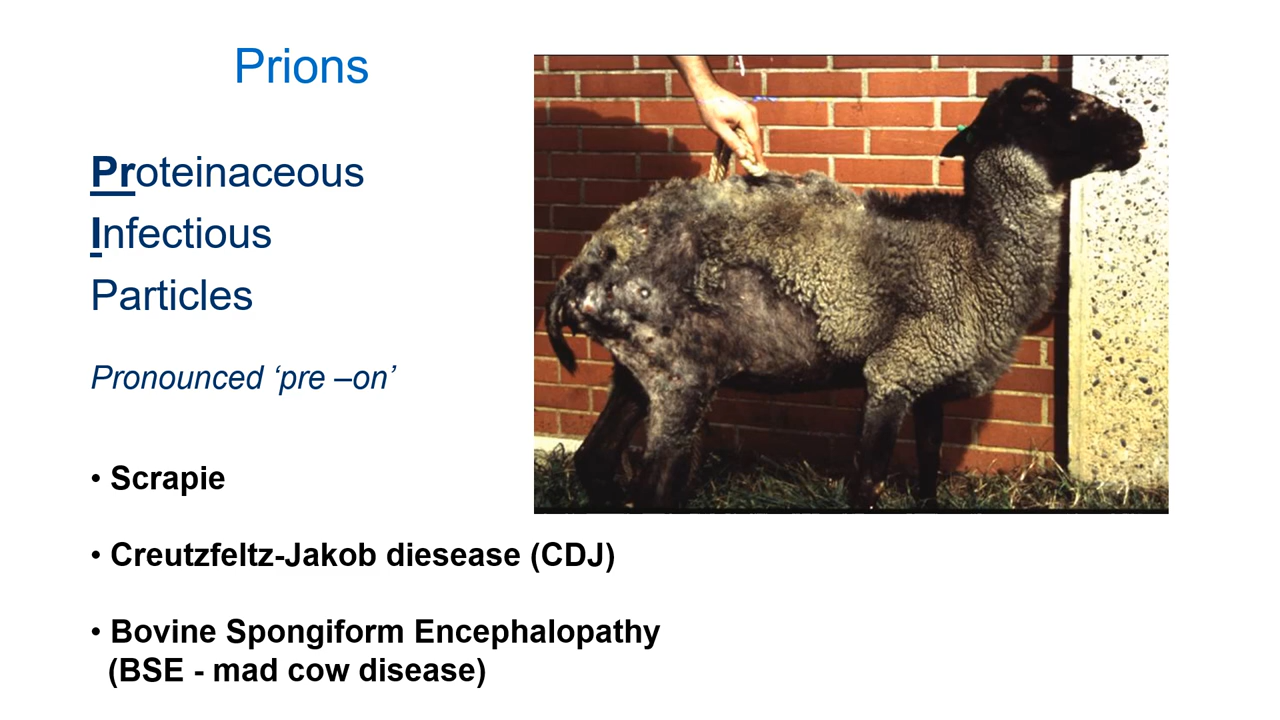 Prions
Proteinaceous
Infectious
Particles
Pronounced ‘pre –on’
• Scrapie
• Creutzfeltz-Jakob diesease (CDJ)
• Bovine Spongiform Encephalopathy
(BSE - mad cow disease)